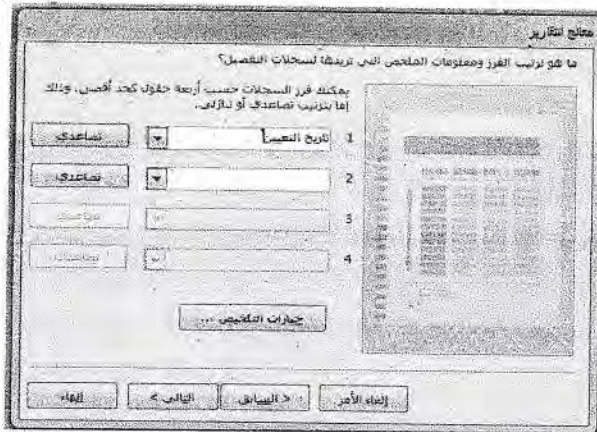 معالج التقارير
ما هو ترتيب الفرز ومعلومات الملخص التي تريدها لسجلات التفصيل؟
يمكنك فرز السجلات حسب أربعة حقول كحد أقصى، وذلك
إما بترتيب تصاعدي أو تنازلي.
1 تاريخ التعيين تصاعدي
2 تصاعدي
3 تصاعدي
4 تصاعدي
خيارات التلخيص ...
إلغاء الأمر < السابق التالي > إنهاء